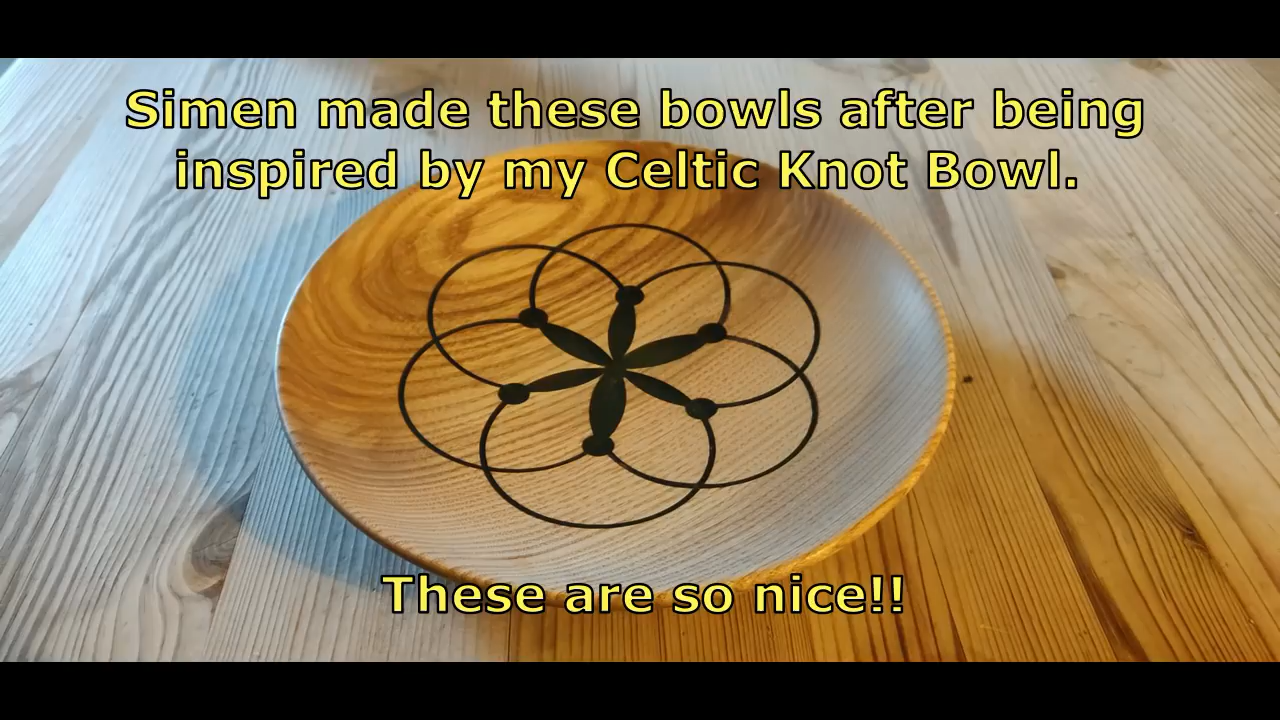 Simen made these bowls after being
inspired by my Celtic Knot Bowl.
These are so nice!!